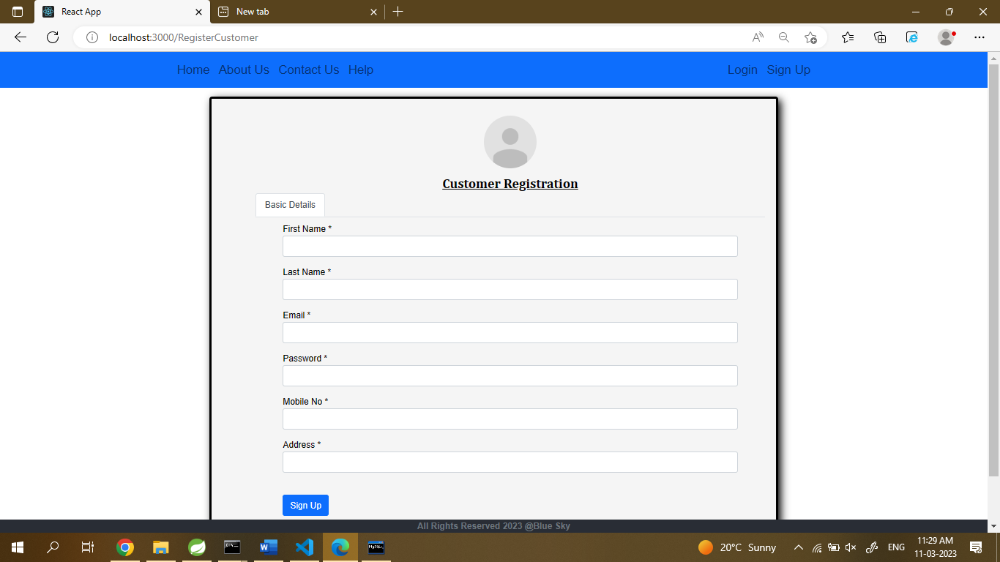 React App
New tab
localhost:3000/RegisterCustomer
Home About Us Contact Us Help Login Sign Up
Customer Registration
Basic Details
First Name *
Last Name *
Email *
Password *
Mobile No *
Address *
Sign Up
All Rights Reserved 2023 @Blue Sky
20°C Sunny
ENG
11:29 AM
11-03-2023